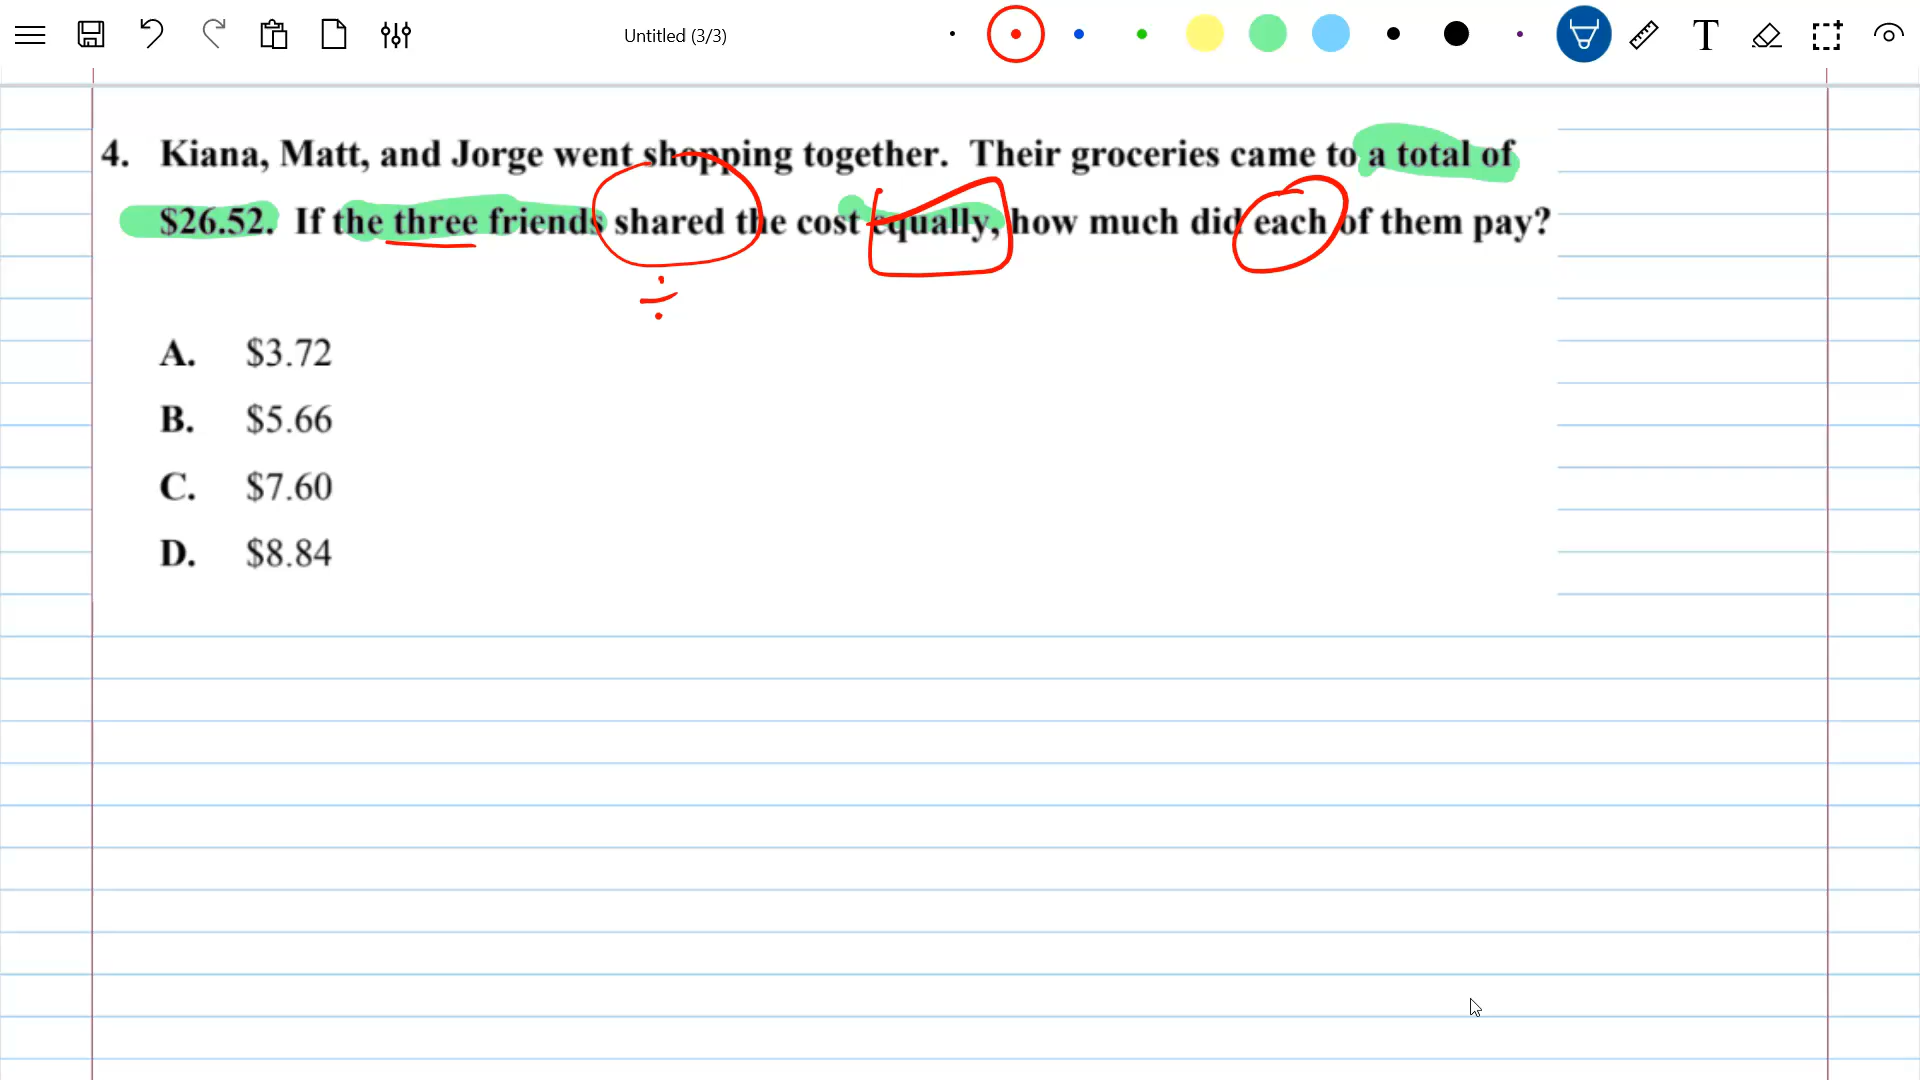 Untitled (3/3)
T
4. Kiana, Matt, and Jorge went shopping together. Their groceries came to a total of
$26.52. If the three friends shared the cost equally, how much did each of them pay?
÷
A. $3.72
B. $5.66
C. $7.60
D. $8.84